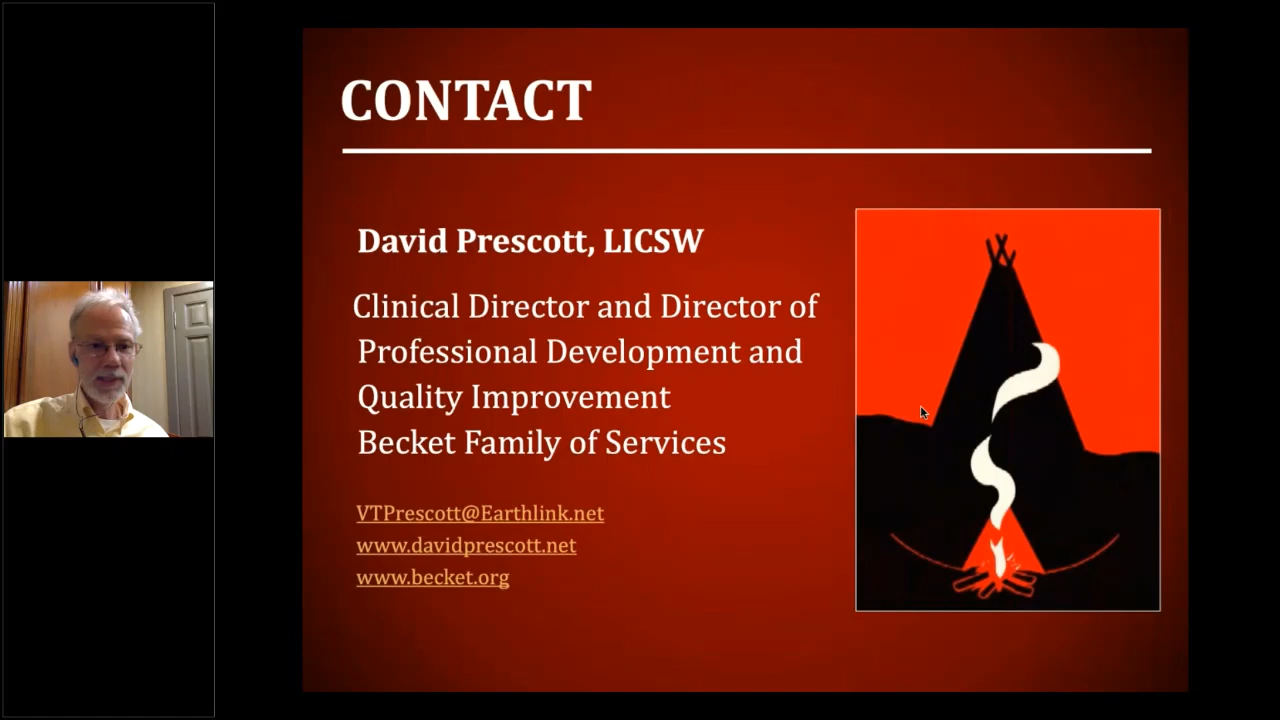 CONTACT
David Prescott, LICSW
Clinical Director and Director of
Professional Development and
Quality Improvement
Becket Family of Services
VTPrescott@Earthlink.net
www.davidprescott.net
www.becket.org